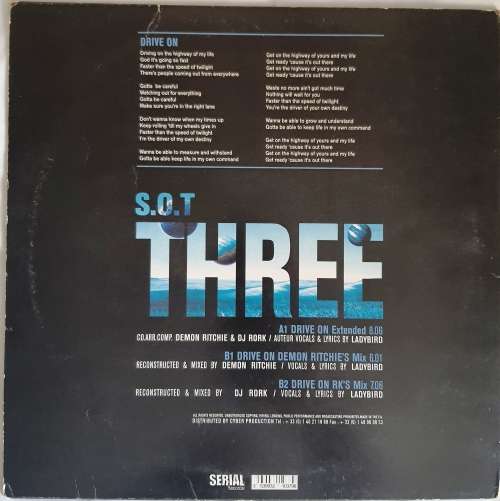 DRIVE ON
Driving on the highway of my life
God it's going so fast
Faster than the speed of twilight
There's people coming out from everywhere
Gotta be careful
Watching out for everything
Gotta be careful
Make sure you're in the right lane
Don't wanna know when my times up
Keep rolling 'till my wheels give in
Faster than the speed of twilight
I'm the driver of my own destiny
Wanna be able to measure and withstand
Gotta be able keep life in my own command
Get on the highway of yours and my life
Get ready 'cause it's out there
Get on the highway of yours and my life
Get ready 'cause it's out there
Waste no more ain't got much time
Nothing will wait for you
Faster than the speed of twilight
You're the driver of your own destiny
Wanna be able to grow and understand
Gotta be able to keep life in my own command
Get on the highway of yours and my life
Get ready 'cause it's out there
Get on the highway of yours and my life
Get ready 'cause it's out there
S.O.T
THREE
A1 DRIVE ON Extended 8.06
CO.ARR.COMP. DEMON RITCHIE & DJ RORK / AUTEUR VOCALS & LYRICS BY LADYBIRD
B1 DRIVE ON DEMON RITCHIE'S Mix 6.01
RECONSTRUCTED & MIXED BY DEMON RITCHIE / VOCALS & LYRICS BY LADYBIRD
B2 DRIVE ON RK'S Mix 7.06
RECONSTRUCTED & MIXED BY DJ RORK / VOCALS & LYRICS BY LADYBIRD
DISTRIBUTED BY CYBER PRODUCTION
SERIAL